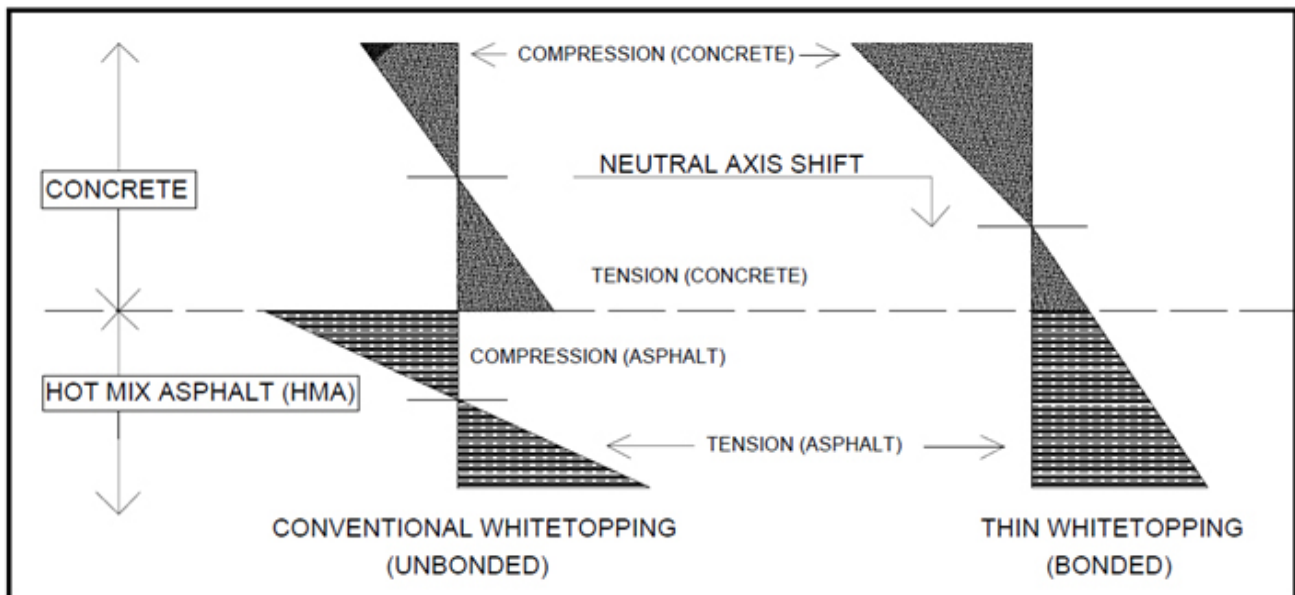 COMPRESSION (CONCRETE)
NEUTRAL AXIS SHIFT
CONCRETE
TENSION (CONCRETE)
COMPRESSION (ASPHALT)
HOT MIX ASPHALT (HMA)
TENSION (ASPHALT)
CONVENTIONAL WHITETOPPING
(UNBONDED)
THIN WHITETOPPING
(BONDED)